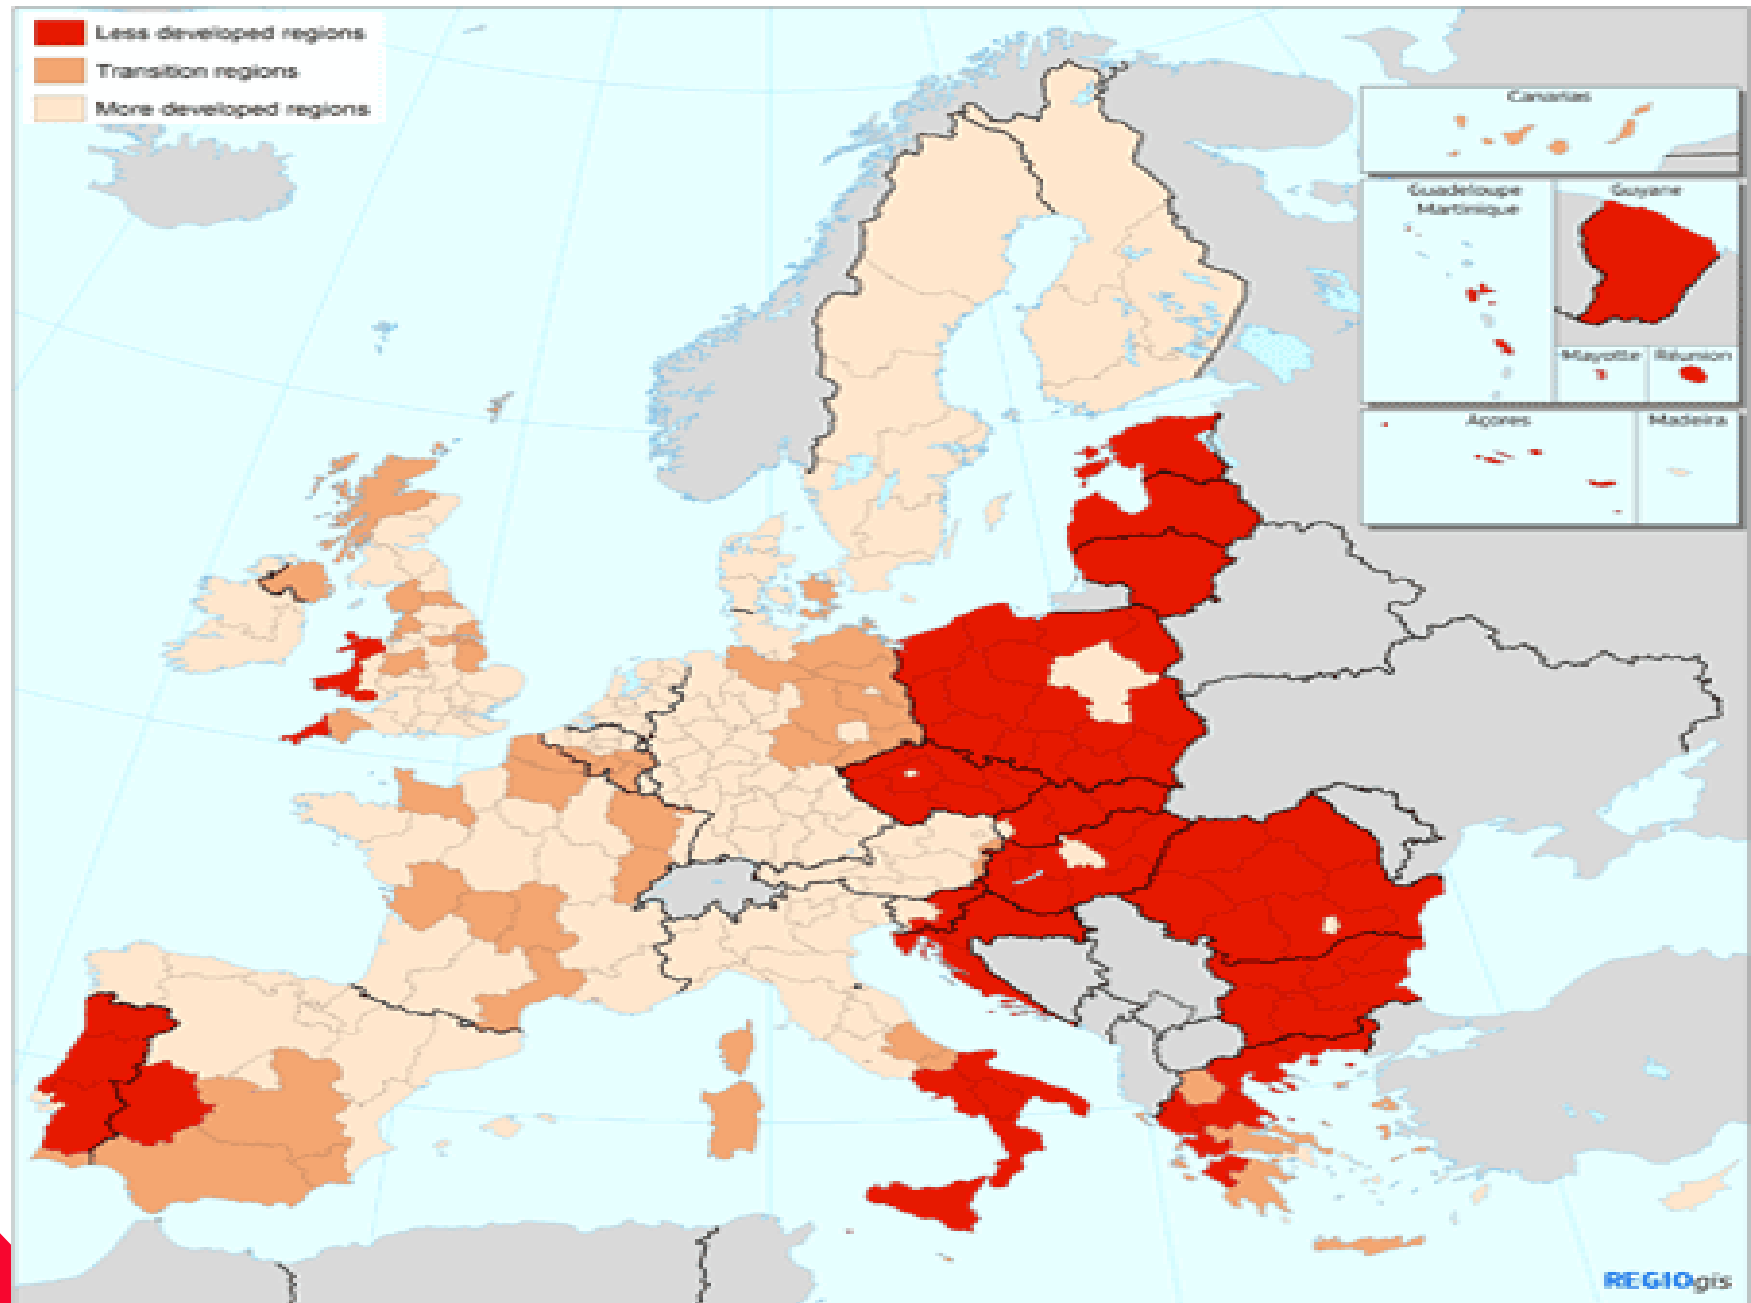 Less developed regions
Transition regions
More developed regions
Canarias
Guadeloupe
Martinique
Guyane
Mayotte
Réunion
Açores
Madeira
REGIOgis